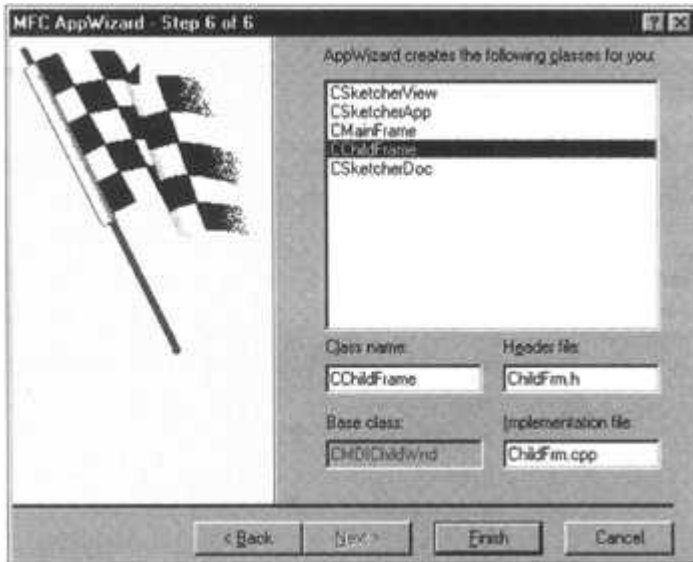 MFC AppWizard - Step 6 of 6
AppWizard creates the following classes for you:
CSketcherView
CSketcherApp
CMainFrame
CChildFrame
CSketcherDoc
Class name:
Header file:
CChildFrame
ChildFrm.h
Base class:
Implementation file:
CMDIChildWnd
ChildFrm.cpp
< Back
Next >
Finish
Cancel